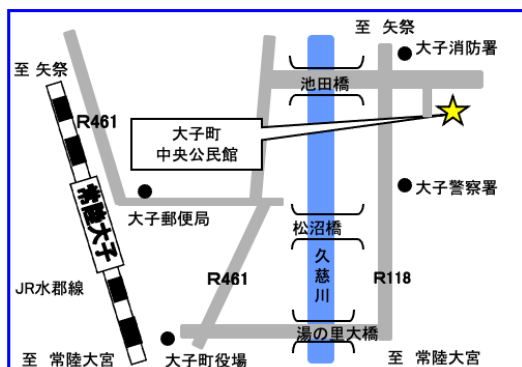 至 矢祭
大子消防署
至 矢祭
池田橋
R461
大子町
中央公民館
大子警察署
常陸大子
大子郵便局
松沼橋
久慈川
R461
R118
JR水郡線
湯の里大橋
至 常陸大宮
大子町役場
至 常陸大宮